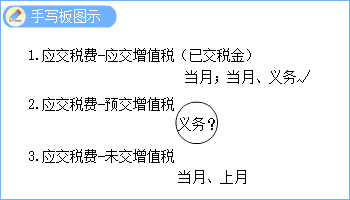 手写板图示
1.应交税费-应交增值税（已交税金）
当月；当月、义务√
2.应交税费-预交增值税
义务？
3.应交税费-未交增值税
当月、上月